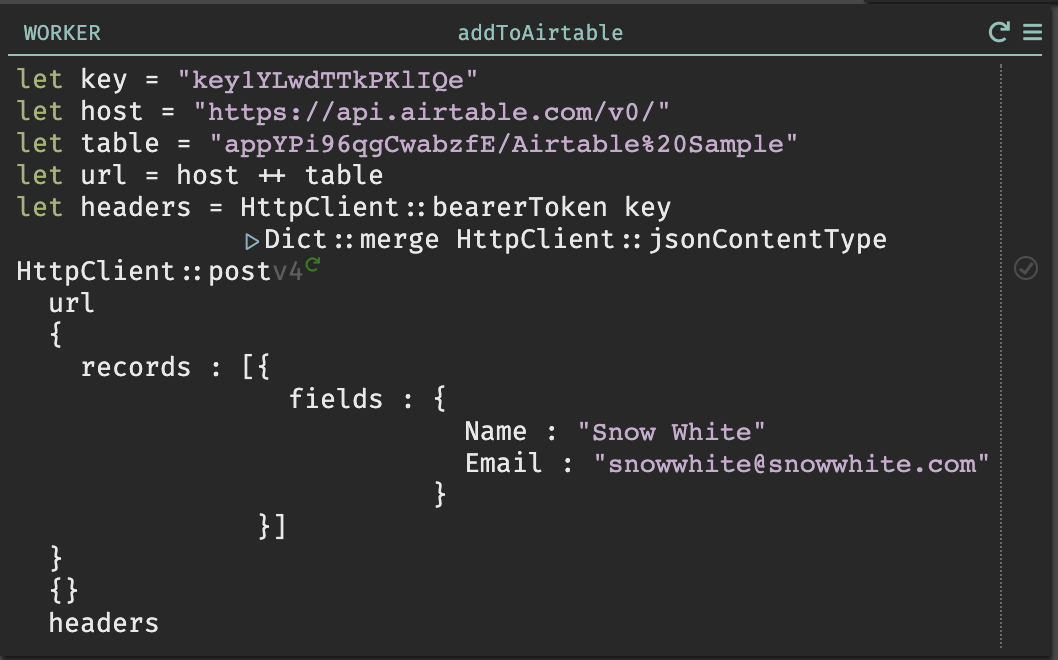 WORKER addToAirtable
let key = "key1YLwdTTkPKlIQe"
let host = "https://api.airtable.com/v0/"
let table = "appYPi96qgCwabzfE/Airtable%20Sample"
let url = host ++ table
let headers = HttpClient::bearerToken key
▷Dict::merge HttpClient::jsonContentType
HttpClient::postv4
url
{
records : [{
fields : {
Name : "Snow White"
Email : "snowwhite@snowwhite.com"
}
}]
}
{}
headers